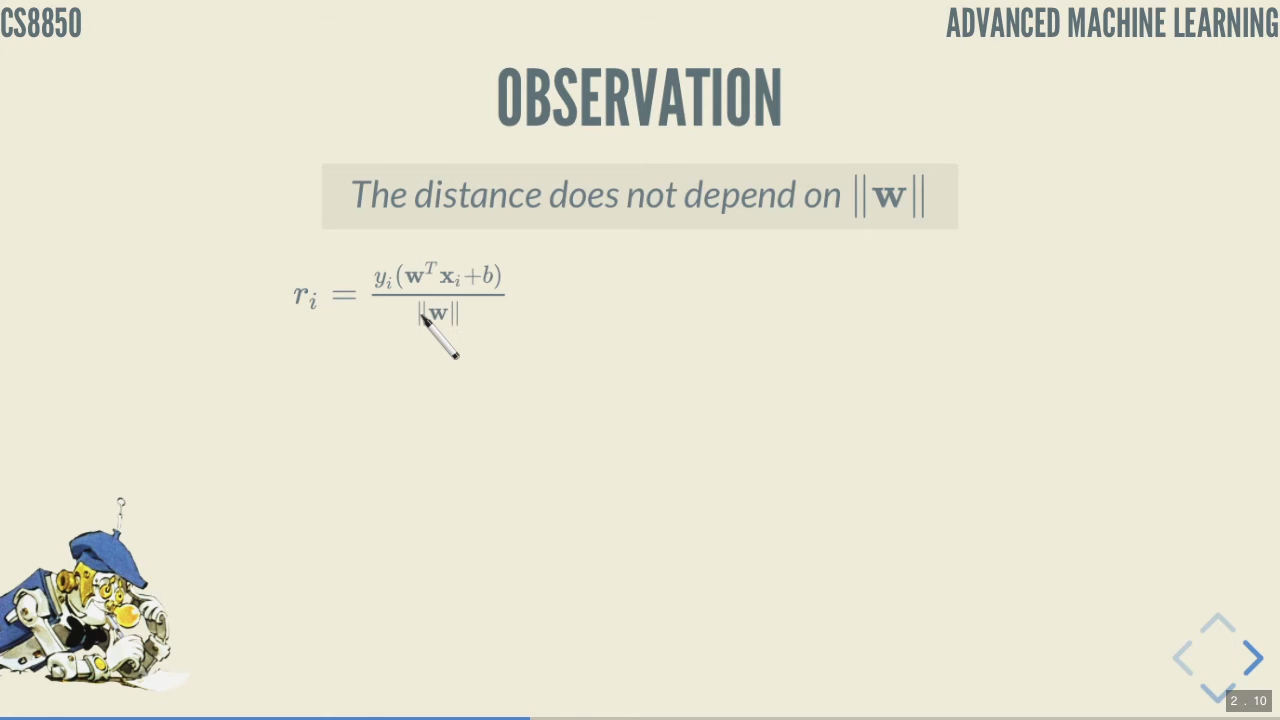 CS8850
ADVANCED MACHINE LEARNING
OBSERVATION
The distance does not depend on ‖w‖
r_i = y_i(w^T x_i + b) / ‖w‖
2 . 10